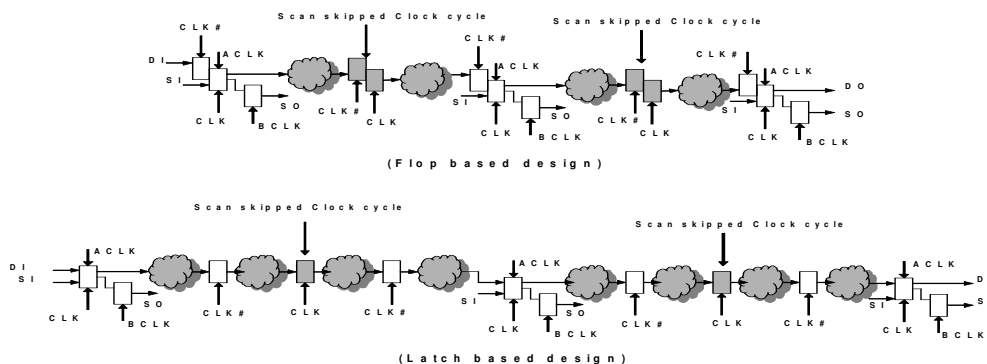 Scan skipped Clock cycle
Scan skipped Clock cycle
CLK#
CLK#
CLK#
DI
ACLK
ACLK
ACLK
DO
SI
SI
SI
SO
SO
SO
CLK#
CLK
CLK#
CLK
CLK
BCLK
CLK
BCLK
CLK
BCLK
(Flop based design)
Scan skipped Clock cycle
Scan skipped Clock cycle
ACLK
ACLK
ACLK
DI
SI
D
SI
SI
S
SO
SO
CLK
BCLK
CLK#
CLK
CLK#
CLK
BCLK
CLK#
CLK
CLK#
CLK
BCLK
(Latch based design)